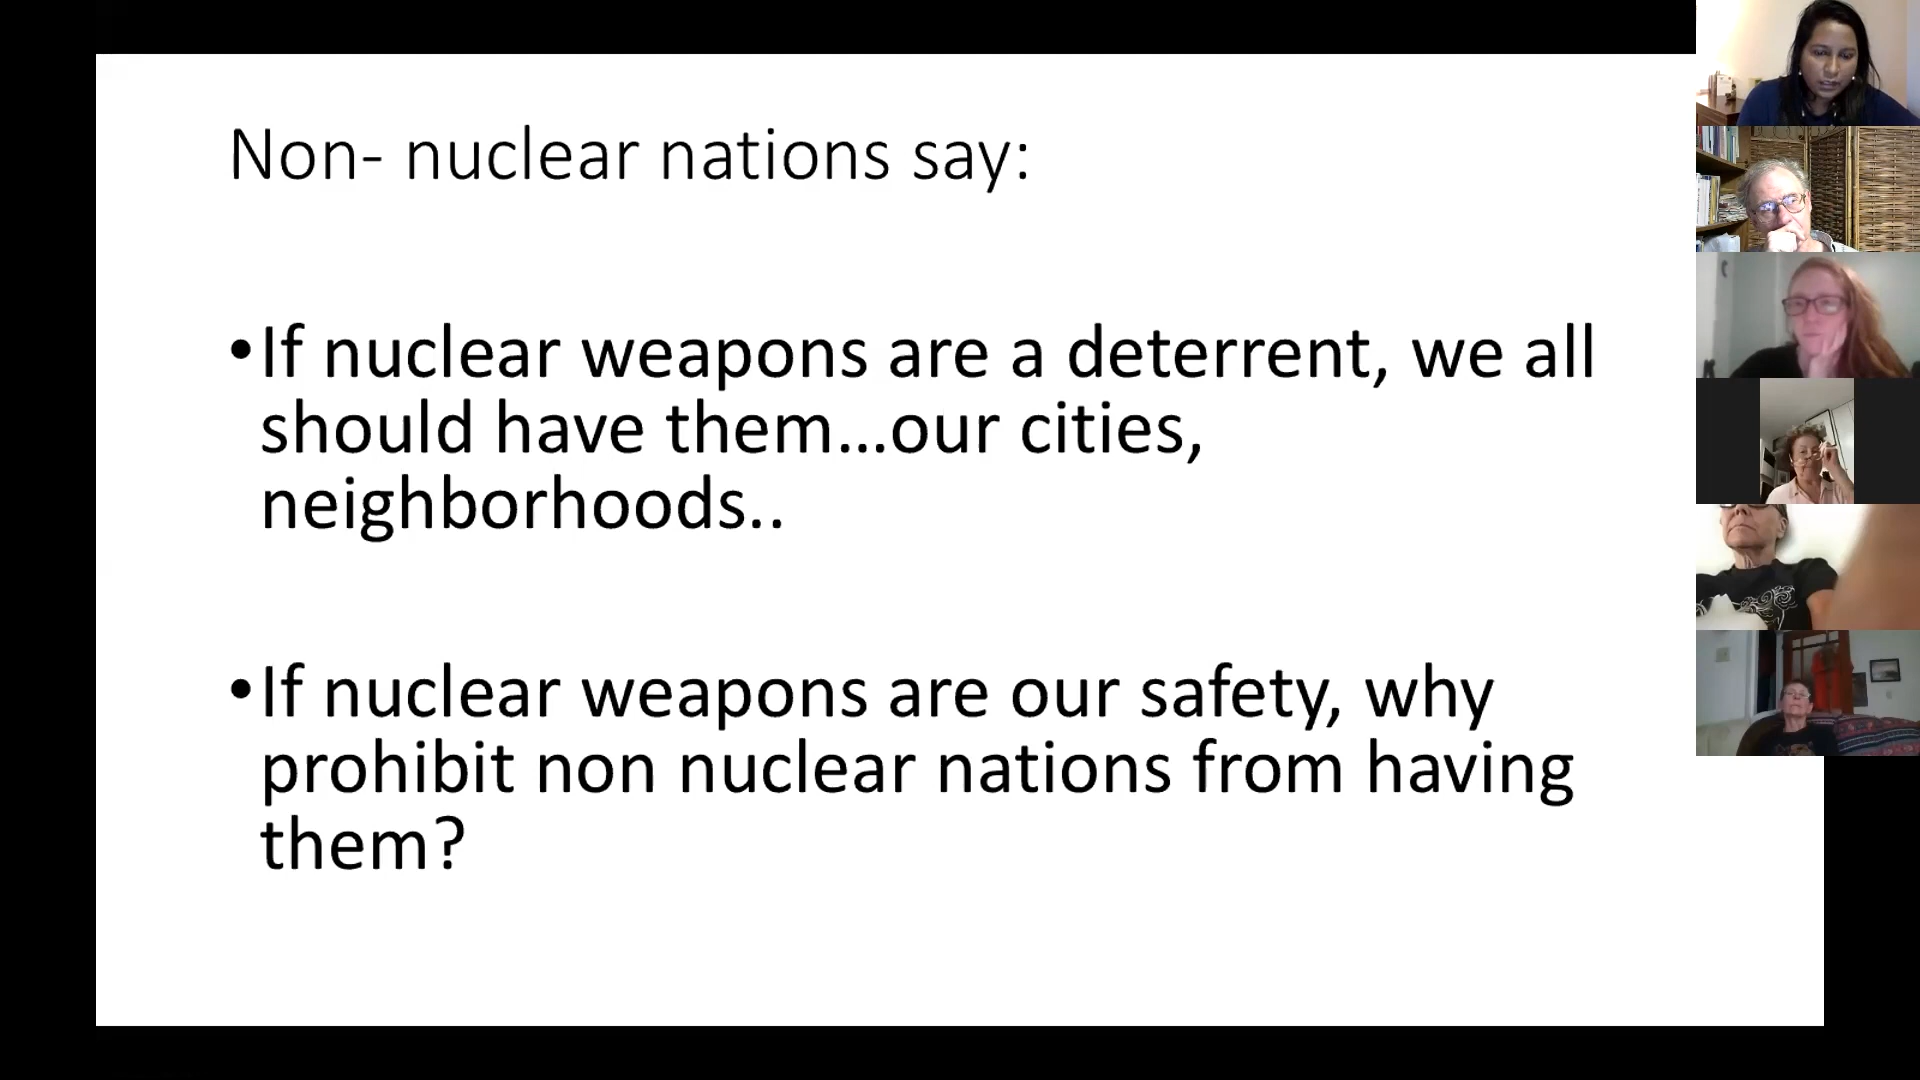 Non- nuclear nations say:
•If nuclear weapons are a deterrent, we all
should have them...our cities,
neighborhoods..
•If nuclear weapons are our safety, why
prohibit non nuclear nations from having
them?